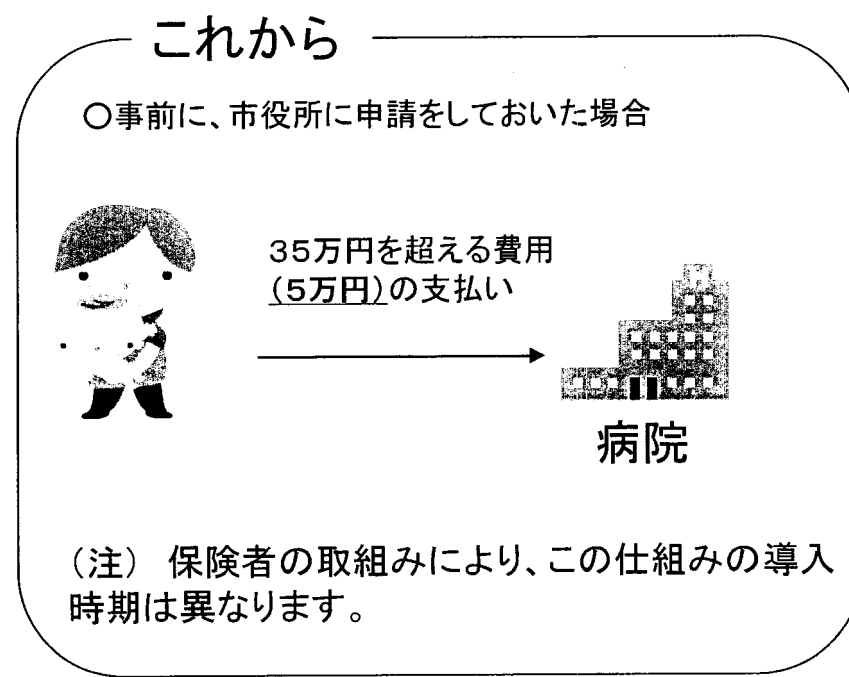 これから
○事前に、市役所に申請をしておいた場合
35万円を超える費用
(5万円)の支払い
病院
(注) 保険者の取組みにより、この仕組みの導入
時期は異なります。